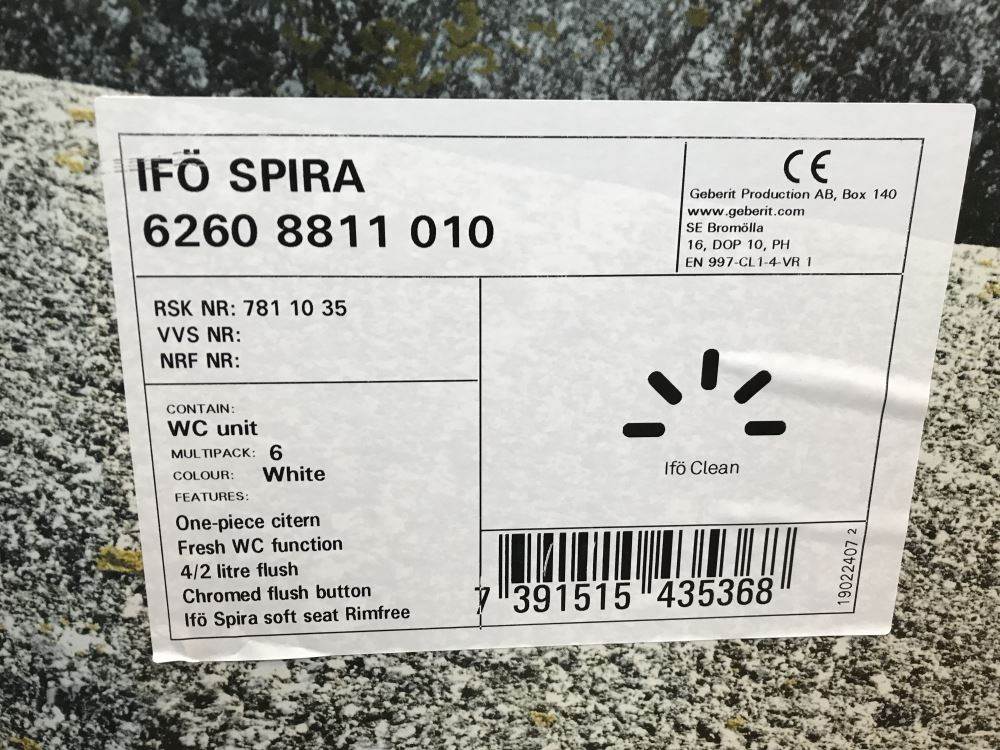 IFÖ SPIRA
6260 8811 010
CE
Geberit Production AB, Box 140
www.geberit.com
SE Bromölla
16, DOP 10, PH
EN 997-CL1-4-VR I
RSK NR: 781 10 35
VVS NR:
NRF NR:
CONTAIN:
WC unit
MULTIPACK: 6
COLOUR: White
FEATURES:
One-piece citern
Fresh WC function
4/2 litre flush
Chromed flush button
Ifö Spira soft seat Rimfree
Ifö Clean
7 391515 435368
19022407 2